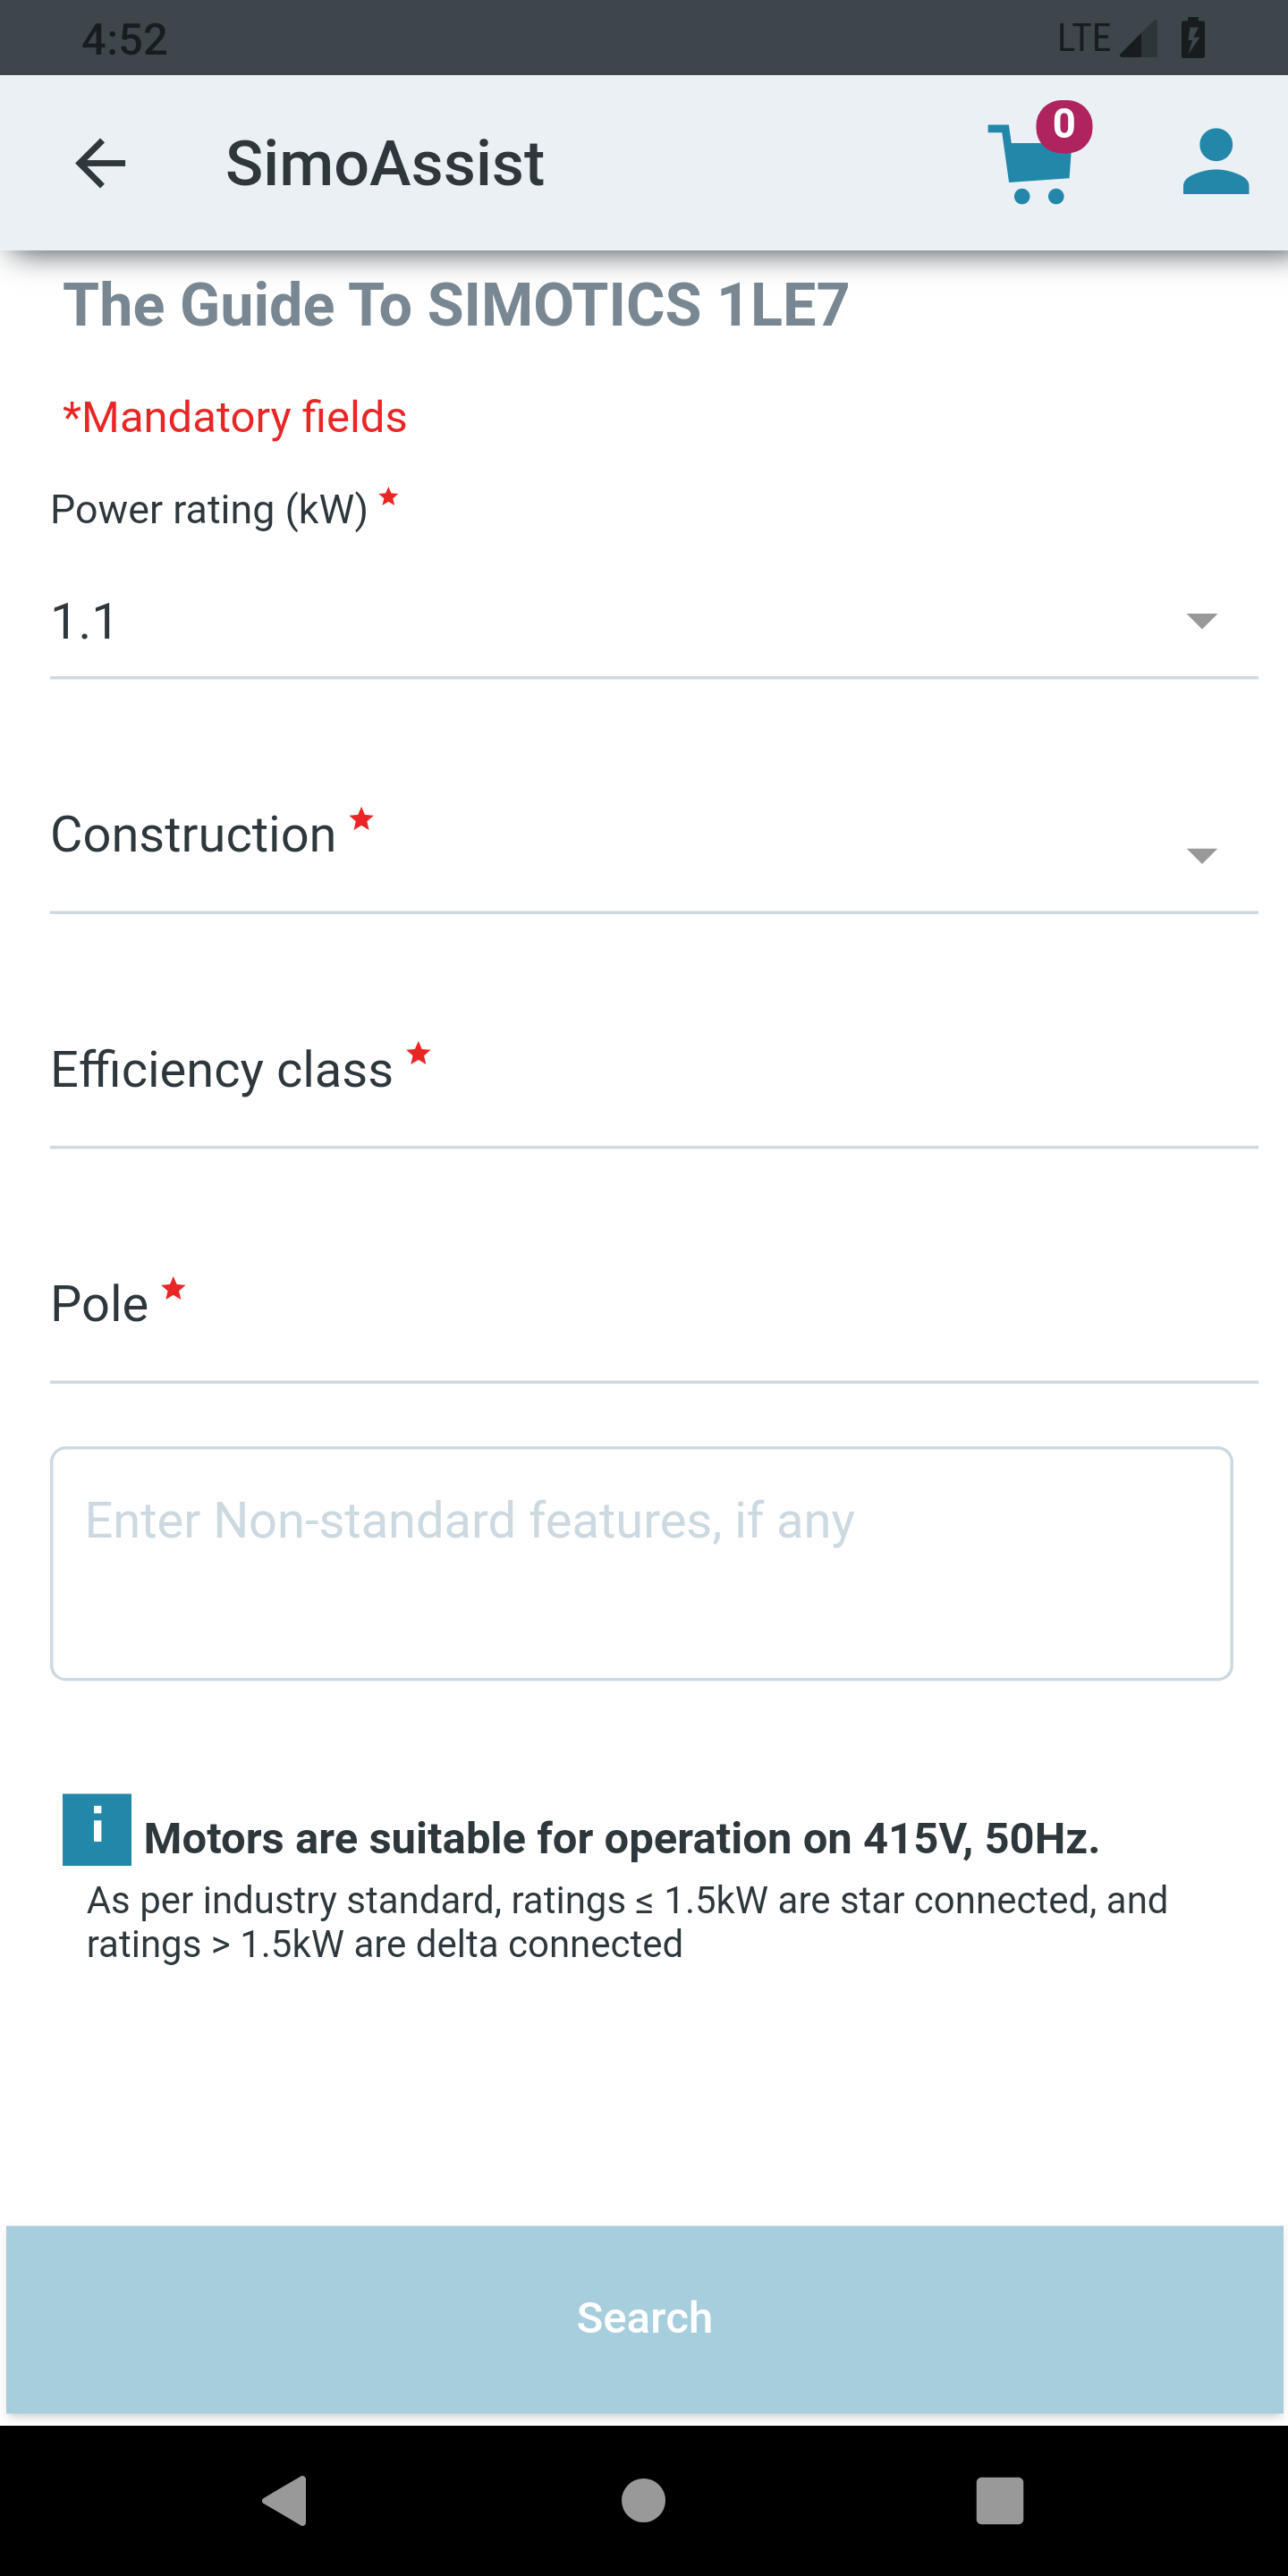 4:52
LTE
SimoAssist
0
The Guide To SIMOTICS 1LE7
*Mandatory fields
Power rating (kW) *
1.1
Construction *
Efficiency class *
Pole *
Enter Non-standard features, if any
i Motors are suitable for operation on 415V, 50Hz.
As per industry standard, ratings ≤ 1.5kW are star connected, and
ratings > 1.5kW are delta connected
Search